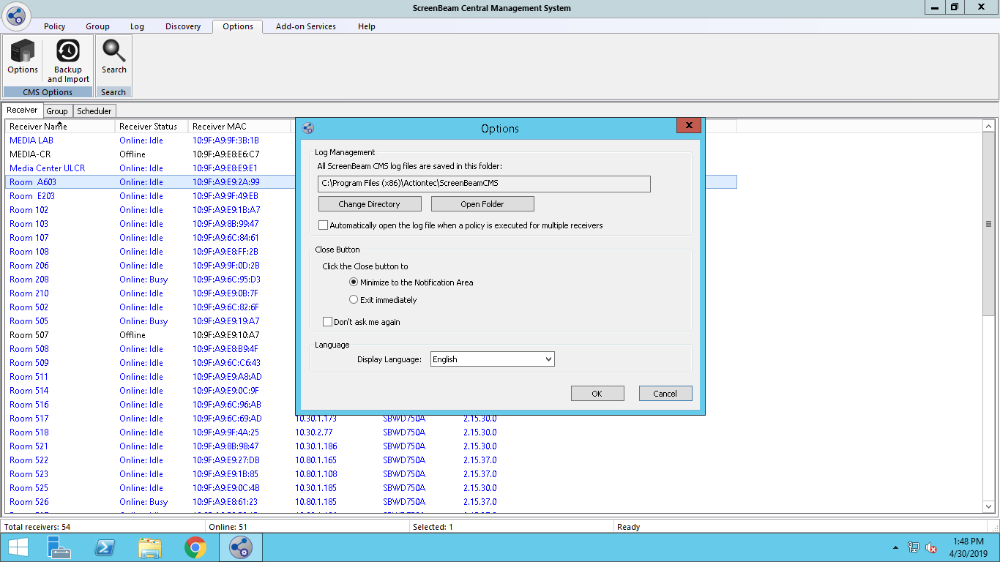 ScreenBeam Central Management System
Policy Group Log Discovery Options Add-on Services Help
Options Backup and Import Search
CMS Options Search
Receiver Group Scheduler
Receiver Name Receiver Status Receiver MAC
MEDIA LAB Online: Idle 10:9F:A9:9F:3B:1B
MEDIA-CR Offline 10:9F:A9:E8:E6:C7
Media Center ULCR Online: Idle 10:9F:A9:E8:E9:E1
Room A603 Online: Idle 10:9F:A9:E9:2A:99
Room E203 Online: Idle 10:9F:A9:9F:49:EB
Room 102 Online: Idle 10:9F:A9:E9:1B:A7
Room 103 Online: Idle 10:9F:A9:8B:99:47
Room 107 Online: Idle 10:9F:A9:6C:84:61
Room 108 Online: Idle 10:9F:A9:E8:FF:2B
Room 206 Online: Idle 10:9F:A9:9F:0D:2B
Room 208 Online: Busy 10:9F:A9:6C:95:D3
Room 210 Online: Idle 10:9F:A9:E9:0B:7F
Room 502 Online: Idle 10:9F:A9:6C:82:6F
Room 505 Online: Busy 10:9F:A9:E9:19:A7
Room 507 Offline 10:9F:A9:E9:10:A7
Room 508 Online: Idle 10:9F:A9:E8:B9:4F
Room 509 Online: Idle 10:9F:A9:6C:C6:43
Room 511 Online: Idle 10:9F:A9:E9:A8:AD
Room 514 Online: Idle 10:9F:A9:E9:0C:9F
Room 516 Online: Idle 10:9F:A9:6C:96:AB
Room 517 Online: Idle 10:9F:A9:6C:69:AD 10.30.1.173 SBWD750A 2.15.30.0
Room 518 Online: Idle 10:9F:A9:9F:4A:25 10.30.2.77 SBWD750A 2.15.30.0
Room 521 Online: Idle 10:9F:A9:8B:98:47 10.30.1.186 SBWD750A 2.15.30.0
Room 522 Online: Idle 10:9F:A9:E9:27:DB 10.80.1.165 SBWD750A 2.15.37.0
Room 523 Online: Idle 10:9F:A9:E9:1B:85 10.80.1.108 SBWD750A 2.15.37.0
Room 525 Online: Idle 10:9F:A9:E9:0C:4B 10.30.1.185 SBWD750A 2.15.30.0
Room 526 Online: Busy 10:9F:A9:E8:61:23 10.80.1.185 SBWD750A 2.15.37.0
Options
Log Management
All ScreenBeam CMS log files are saved in this folder:
C:\Program Files (x86)\Actiontec\ScreenBeamCMS
Change Directory Open Folder
Automatically open the log file when a policy is executed for multiple receivers
Close Button
Click the Close button to
Minimize to the Notification Area
Exit immediately
Don't ask me again
Language
Display Language: English
OK Cancel
Total receivers: 54 Online: 51 Selected: 1 Ready
1:48 PM
4/30/2019